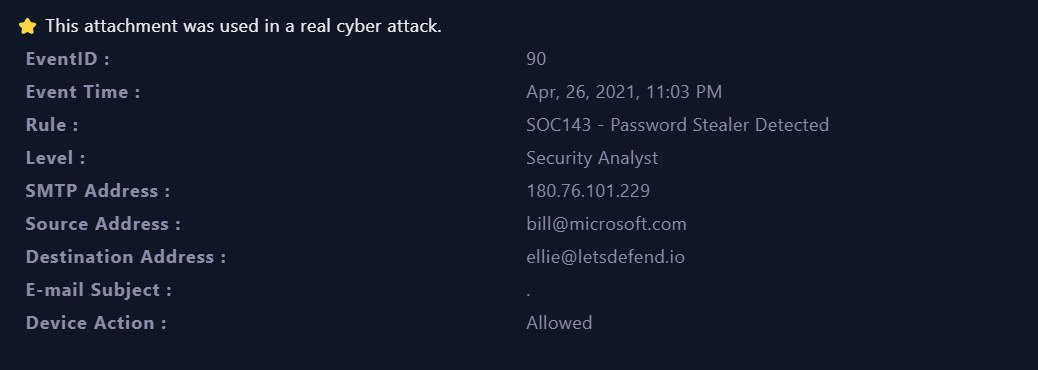 ⭐ This attachment was used in a real cyber attack.
EventID : 90
Event Time : Apr, 26, 2021, 11:03 PM
Rule : SOC143 - Password Stealer Detected
Level : Security Analyst
SMTP Address : 180.76.101.229
Source Address : bill@microsoft.com
Destination Address : ellie@letsdefend.io
E-mail Subject : .
Device Action : Allowed